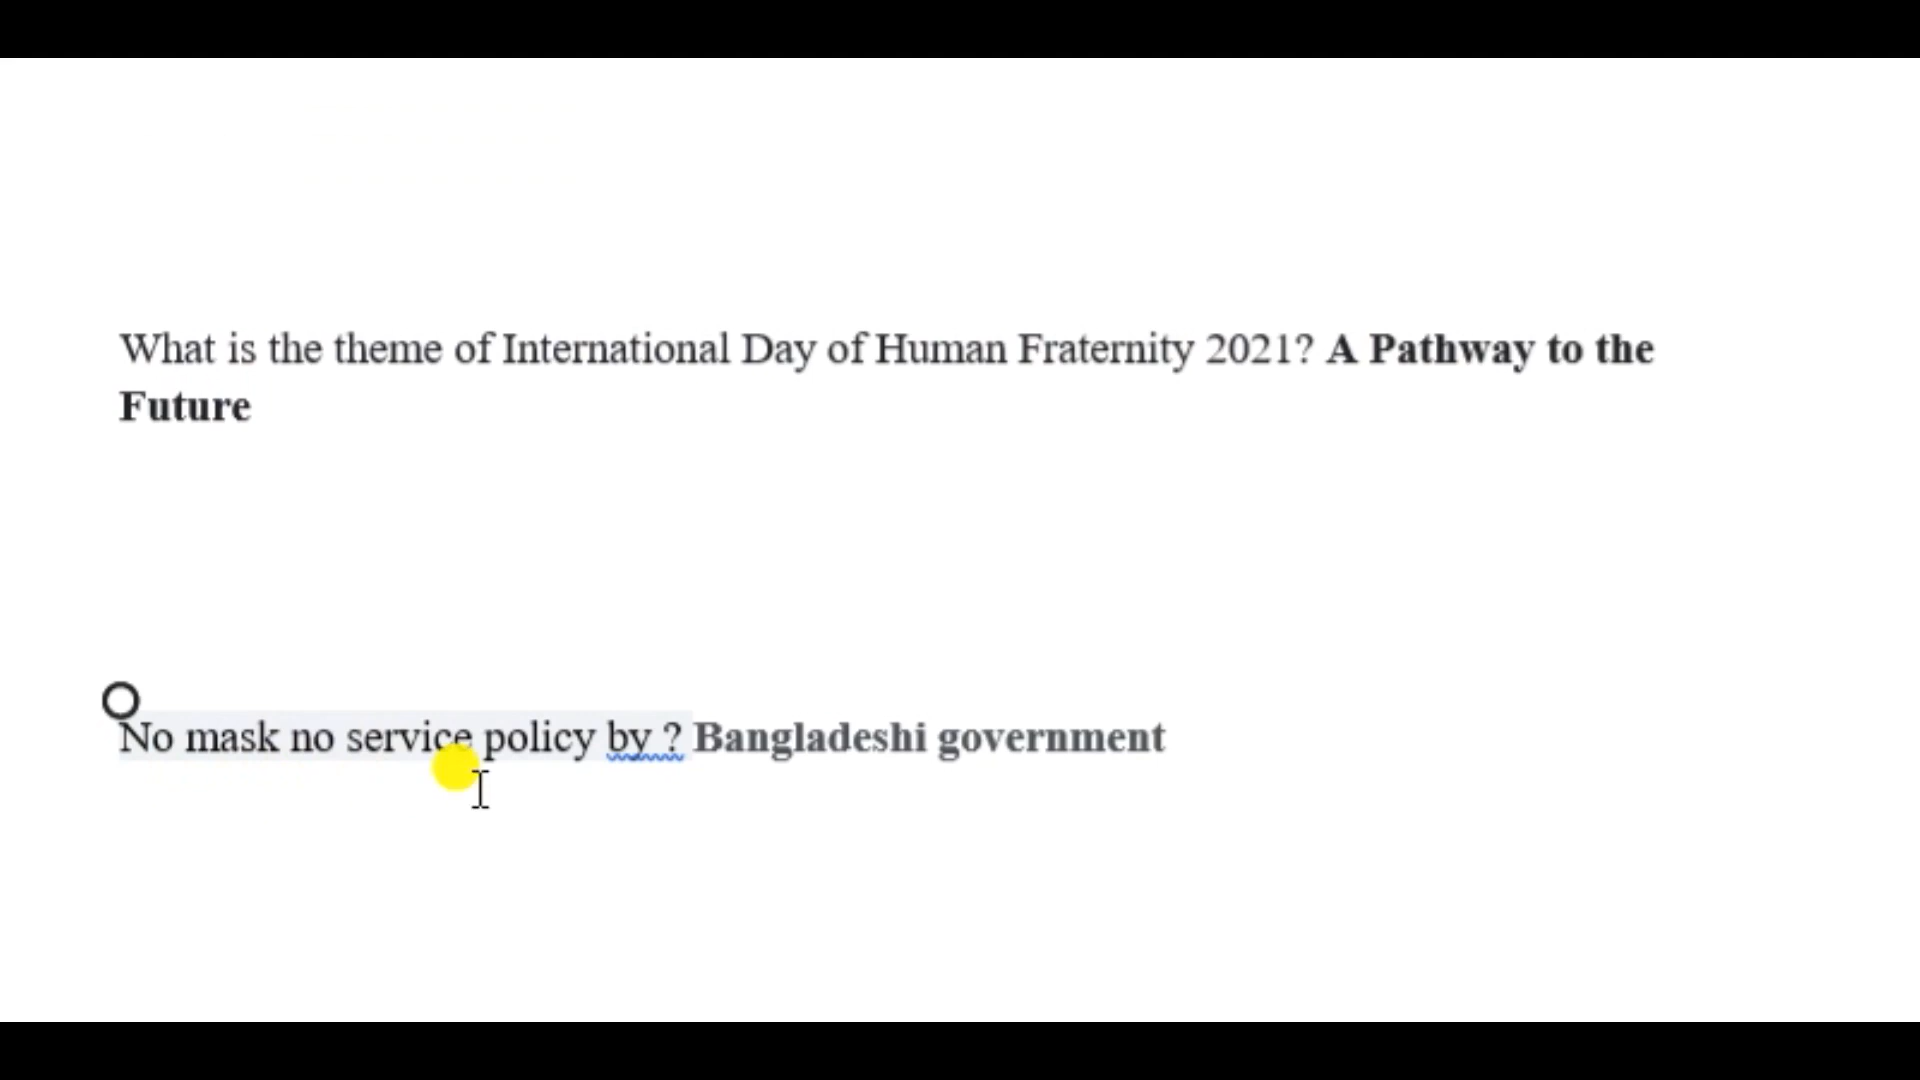 What is the theme of International Day of Human Fraternity 2021? A Pathway to the
Future
No mask no service policy by ? Bangladeshi government